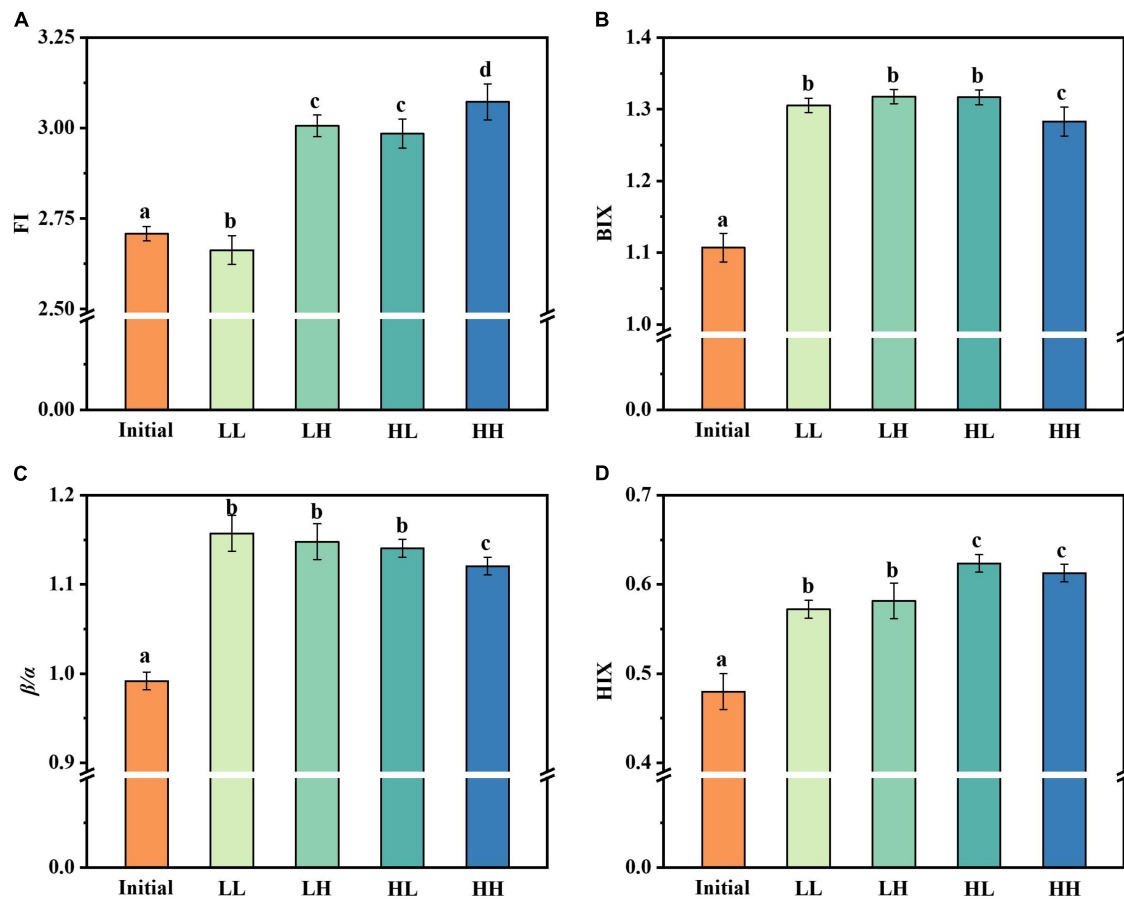 A
FI
3.25
3.00
2.75
2.50
0.00
a
b
c
c
d
Initial LL LH HL HH
B
BIX
1.4
1.3
1.2
1.1
1.0
0.0
a
b
b
b
c
Initial LL LH HL HH
C
β/α
1.2
1.1
1.0
0.9
0.0
a
b
b
b
c
Initial LL LH HL HH
D
HIX
0.7
0.6
0.5
0.4
0.0
a
b
b
c
c
Initial LL LH HL HH